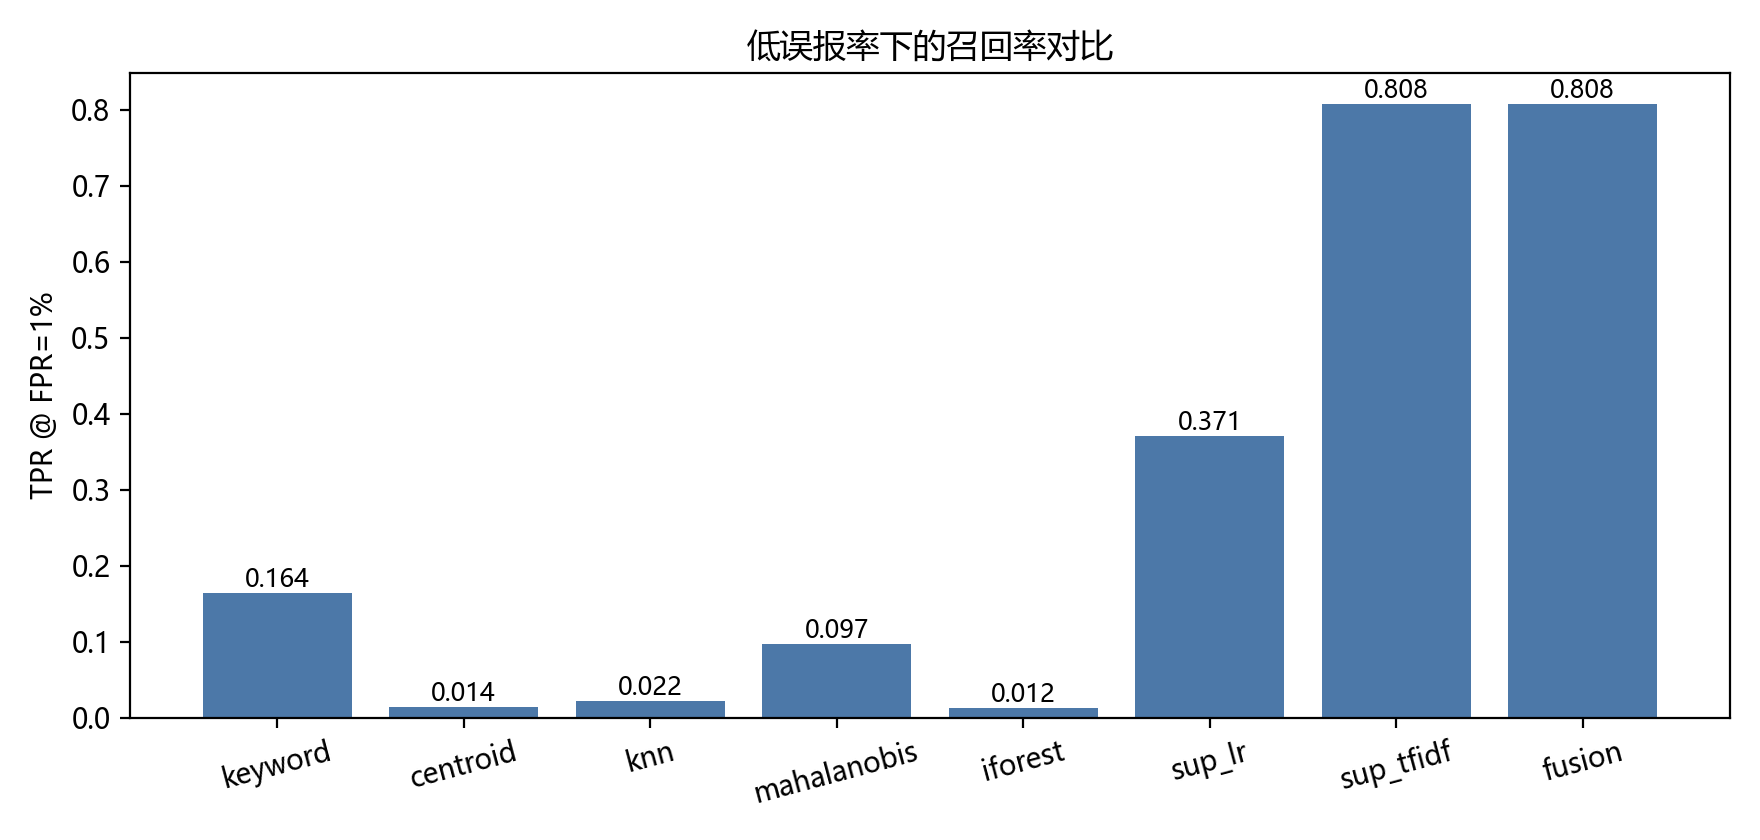 低误报率下的召回率对比
TPR @ FPR=1%
0.8
0.7
0.6
0.5
0.4
0.3
0.2
0.1
0.0
0.164
0.014
0.022
0.097
0.012
0.371
0.808
0.808
keyword
centroid
knn
mahalanobis
iforest
sup_lr
sup_tfidf
fusion